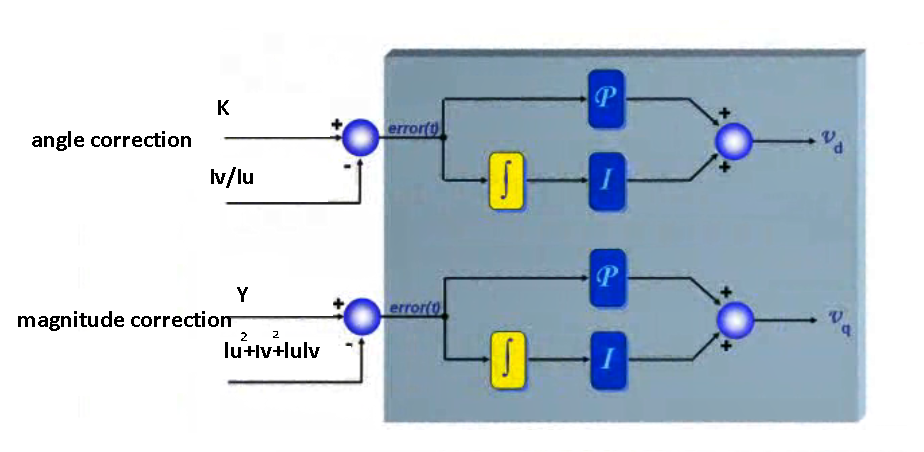 K
+
error(t)
P
+
angle correction
-
∫
I
+
v_d
Iv/Iu
Y
+
error(t)
P
+
magnitude correction
-
∫
I
+
v_q
Iu²+Iv²+IuIv